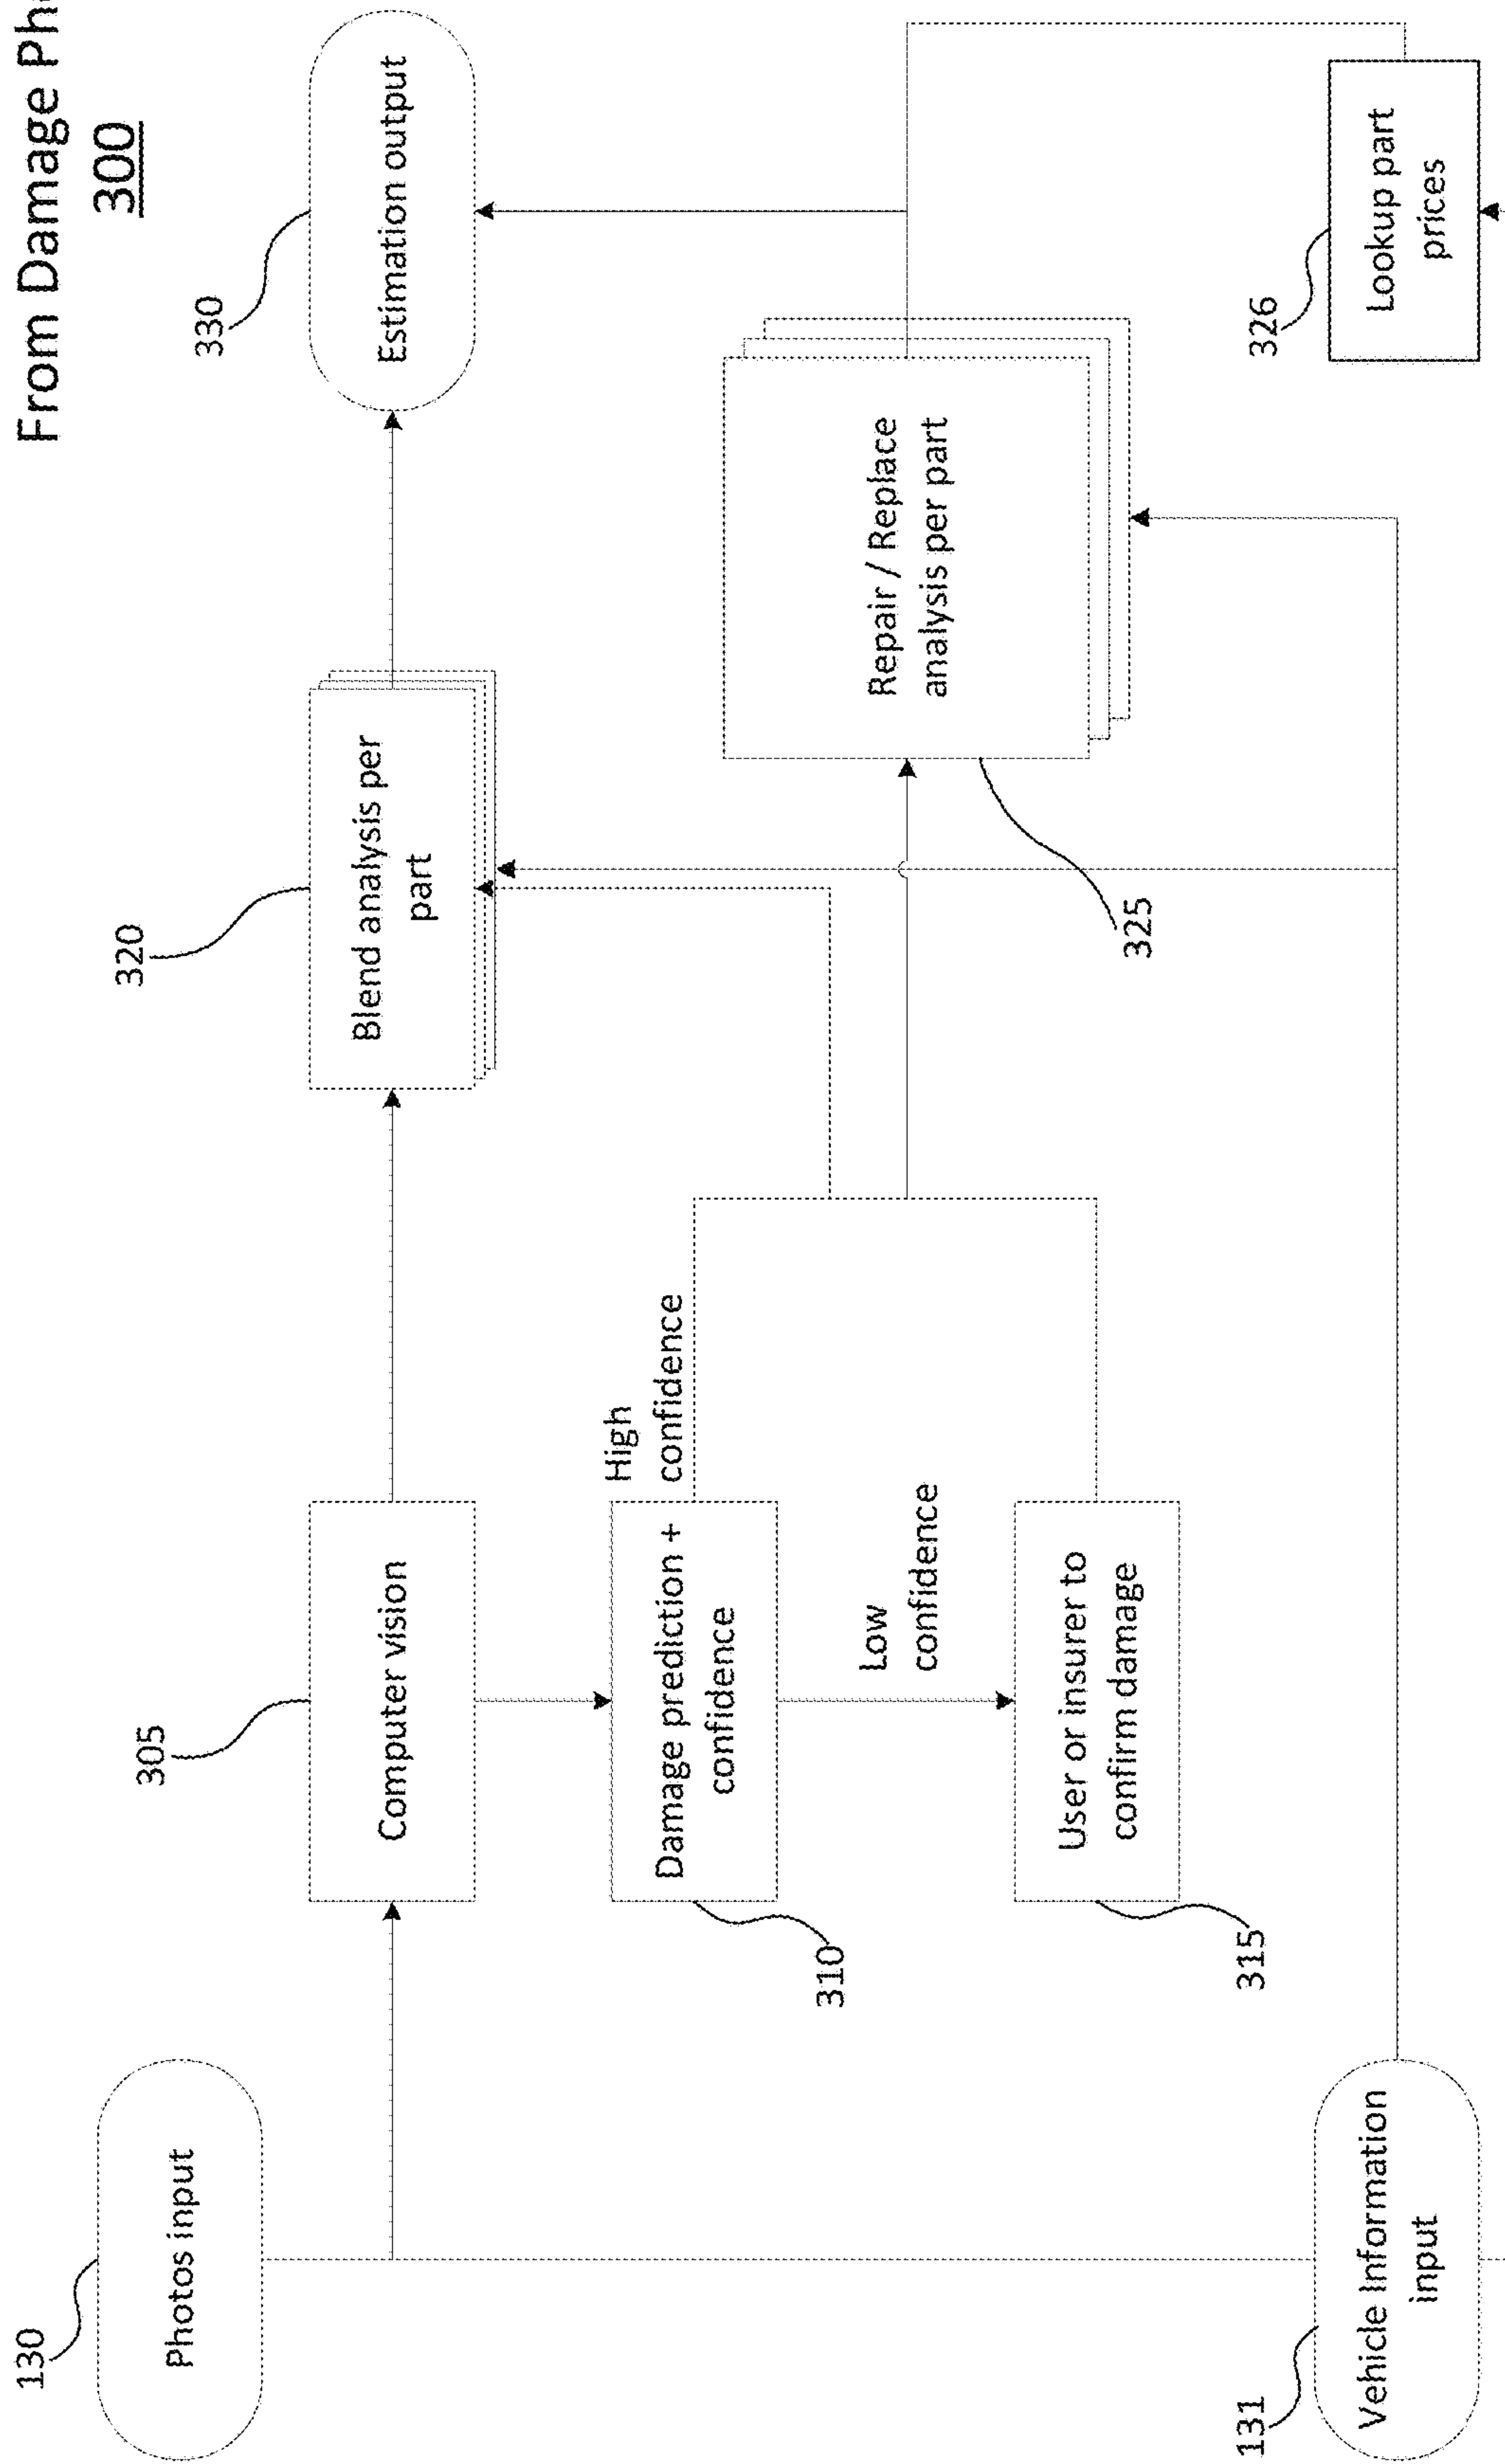 From Damage Pho
300
130
Photos input
305
Computer vision
320
Blend analysis per
part
330
Estimation output
High
confidence
Damage prediction +
confidence
310
Low
confidence
User or insurer to
confirm damage
315
Repair / Replace
analysis per part
325
131
Vehicle Information
input
326
Lookup part
prices